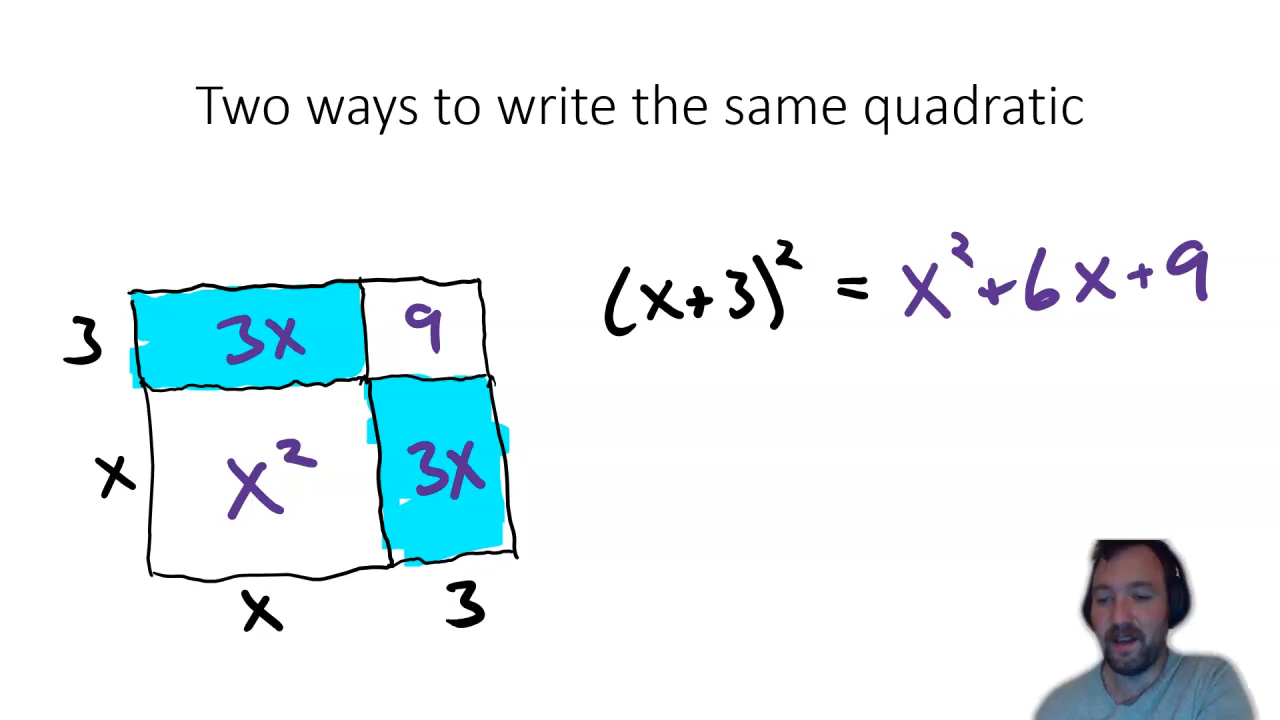 Two ways to write the same quadratic
(x+3)² = x²+6x+9
3 3x 9
x x² 3x
x 3